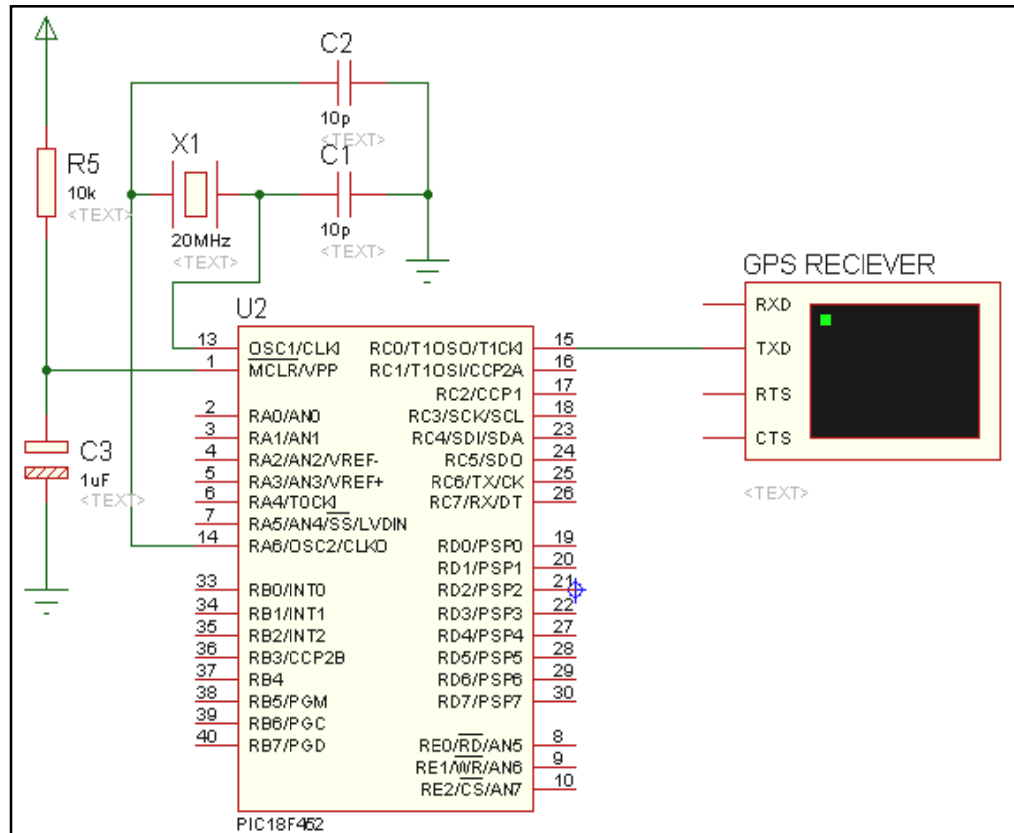 C2
10p
<TEXT>
X1
C1
R5
10k
<TEXT>
20MHz
<TEXT>
10p
<TEXT>
GPS RECIEVER
RXD
TXD
RTS
CTS
<TEXT>
U2
13 OSC1/CLKI RC0/T1OSO/T1CKI 15
1 MCLR/VPP RC1/T1OSI/CCP2A 16
RC2/CCP1 17
2 RA0/AN0 RC3/SCK/SCL 18
3 RA1/AN1 RC4/SDI/SDA 23
4 RA2/AN2/VREF- RC5/SDO 24
5 RA3/AN3/VREF+ RC6/TX/CK 25
6 RA4/T0CKI RC7/RX/DT 26
7 RA5/AN4/SS/LVDIN
14 RA6/OSC2/CLKO RD0/PSP0 19
RD1/PSP1 20
33 RB0/INT0 RD2/PSP2 21
34 RB1/INT1 RD3/PSP3 22
35 RB2/INT2 RD4/PSP4 27
36 RB3/CCP2B RD5/PSP5 28
37 RB4 RD6/PSP6 29
38 RB5/PGM RD7/PSP7 30
39 RB6/PGC
40 RB7/PGD RE0/RD/AN5 8
RE1/WR/AN6 9
RE2/CS/AN7 10
PIC18F452
C3
1uF
<TEXT>